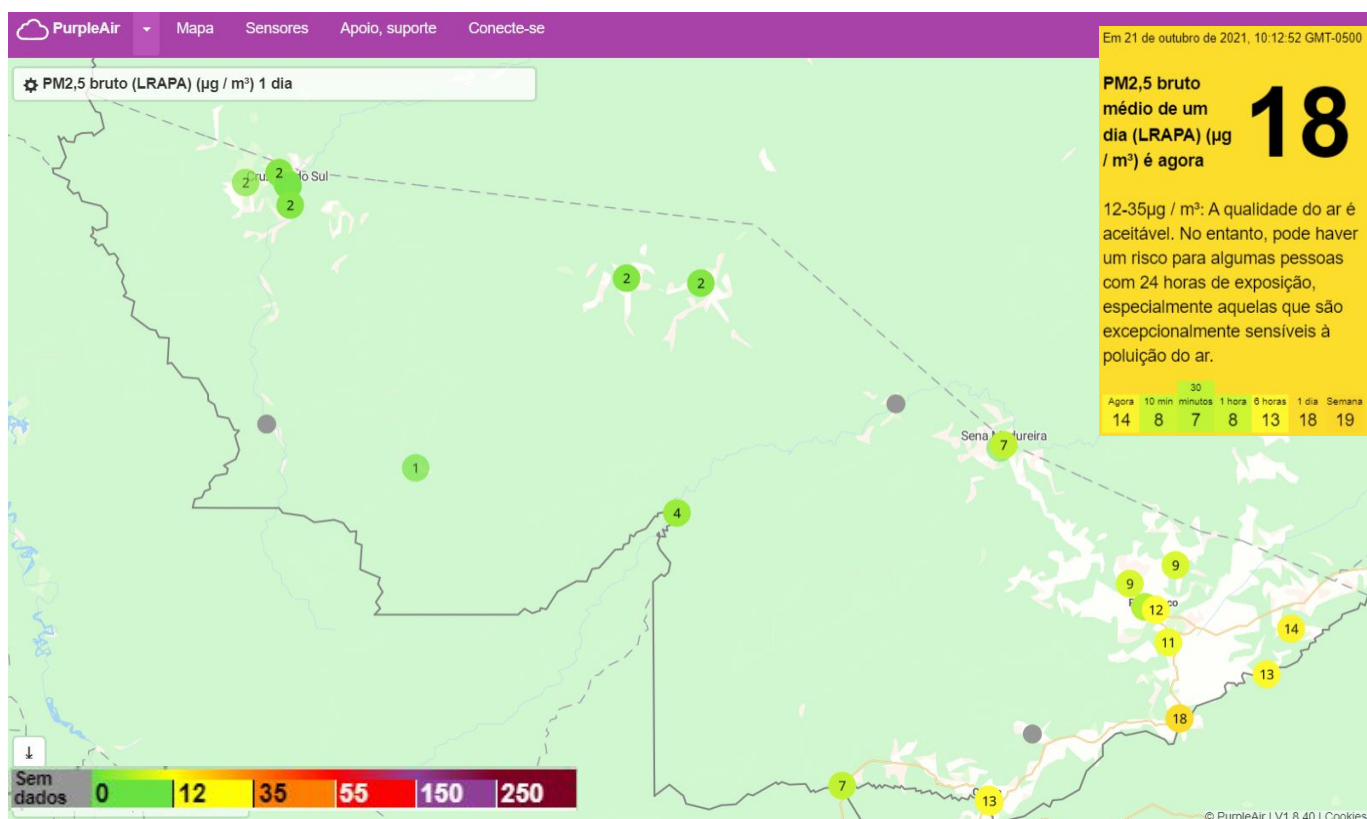 PurpleAir Mapa Sensores Apoio, suporte Conecte-se
PM2,5 bruto (LRAPA) (µg / m³) 1 dia
Em 21 de outubro de 2021, 10:12:52 GMT-0500
PM2,5 bruto
médio de um
dia (LRAPA) (µg
/ m³) é agora
18
12-35µg / m³: A qualidade do ar é
aceitável. No entanto, pode haver
um risco para algumas pessoas
com 24 horas de exposição,
especialmente aquelas que são
excepcionalmente sensíveis à
poluição do ar.
Agora 10 min 30 minutos 1 hora 6 horas 1 dia Semana
14 8 7 8 13 18 19
2
2
do Sul
2
2
2
1
Sena
7
4
9
9
12
11
14
13
18
7
13
Sem
dados 0 12 35 55 150 250
© PurpleAir | V1.8.40 | Cookies